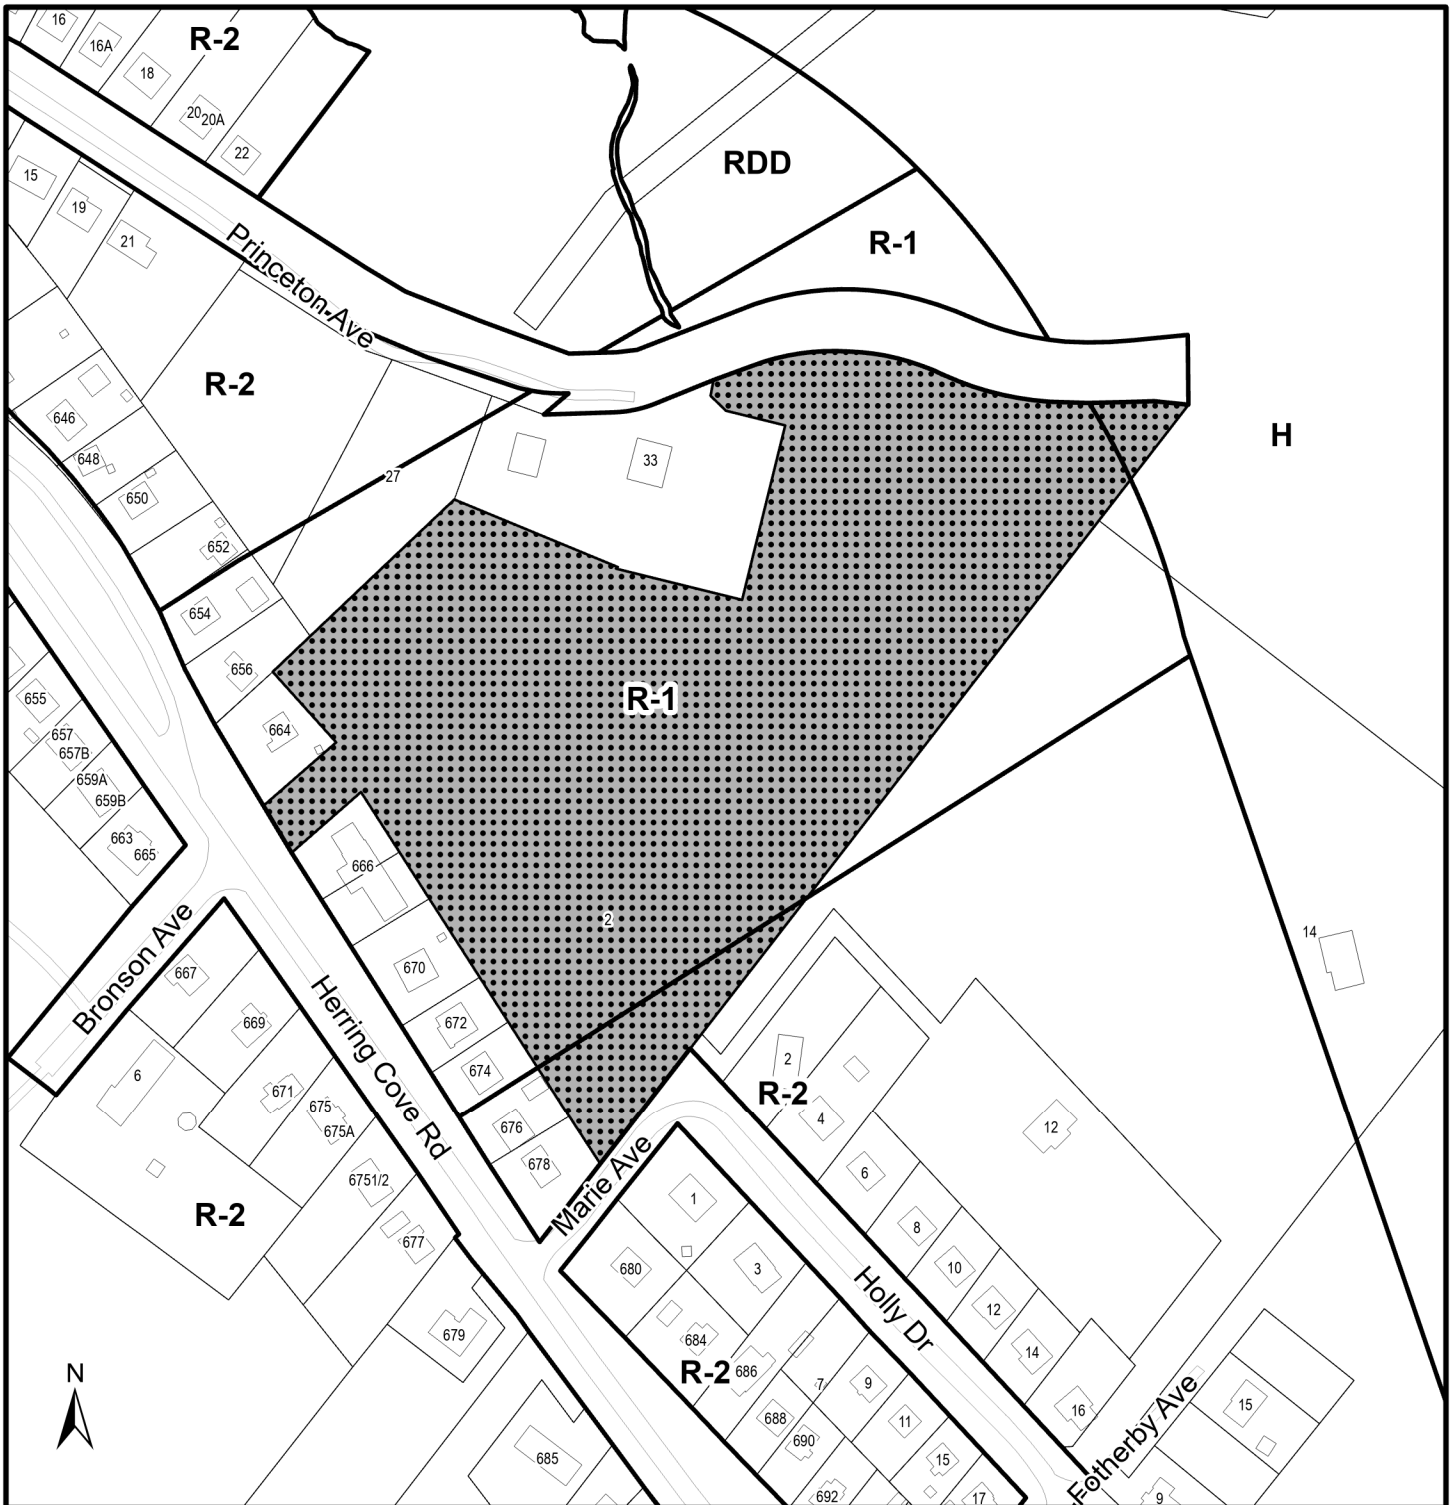 16
R-2
16A
18
20
20A
22
RDD
15
R-1
19
21
Princeton Ave
R-2
646
H
648
33
27
650
652
654
656
655
R-1
664
657
657B
659A
659B
663
665
666
2
Bronson Ave
14
667
670
669
672
Herring Cove Rd
2
6
674
671
R-2
675
4
676
12
675A
678
Marie Ave
6751/2
6
1
R-2
8
677
680
3
10
12
Holly Dr
679
684
14
N
R-2
686
7
9
Fotherby Ave
15
16
688
11
690
685
15
692
17
9